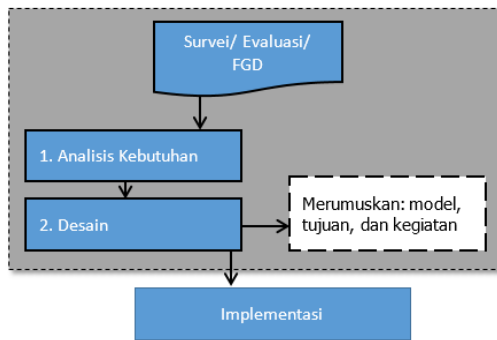 Survei/ Evaluasi/
FGD
1. Analisis Kebutuhan
2. Desain
Merumuskan: model,
tujuan, dan kegiatan
Implementasi